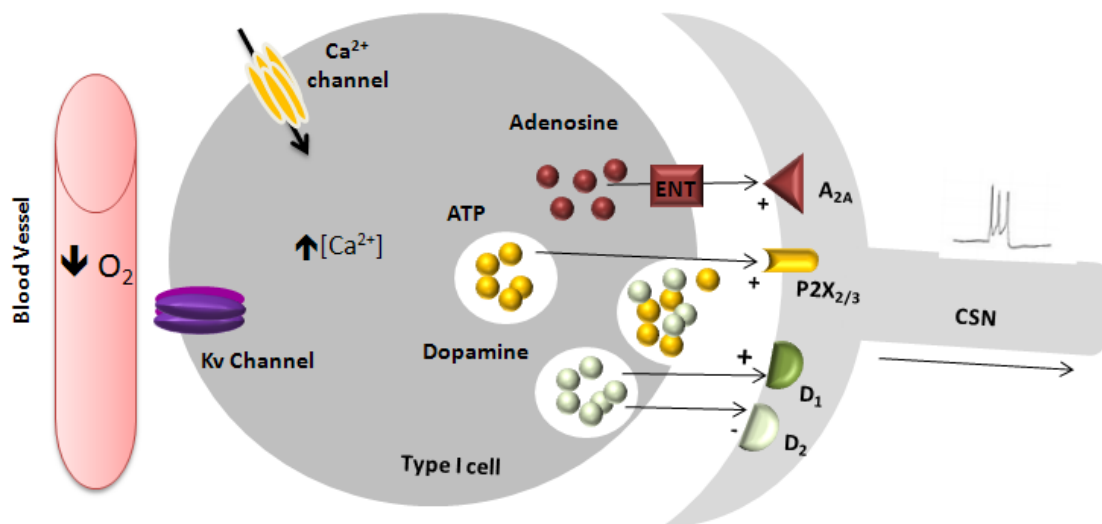 Blood Vessel
🡇 O₂
Ca²⁺
channel
Adenosine
ENT
+
A₂A
ATP
🡅[Ca²⁺]
+
P2X₂/₃
CSN
Kv Channel
Dopamine
+
D₁
-
D₂
Type I cell